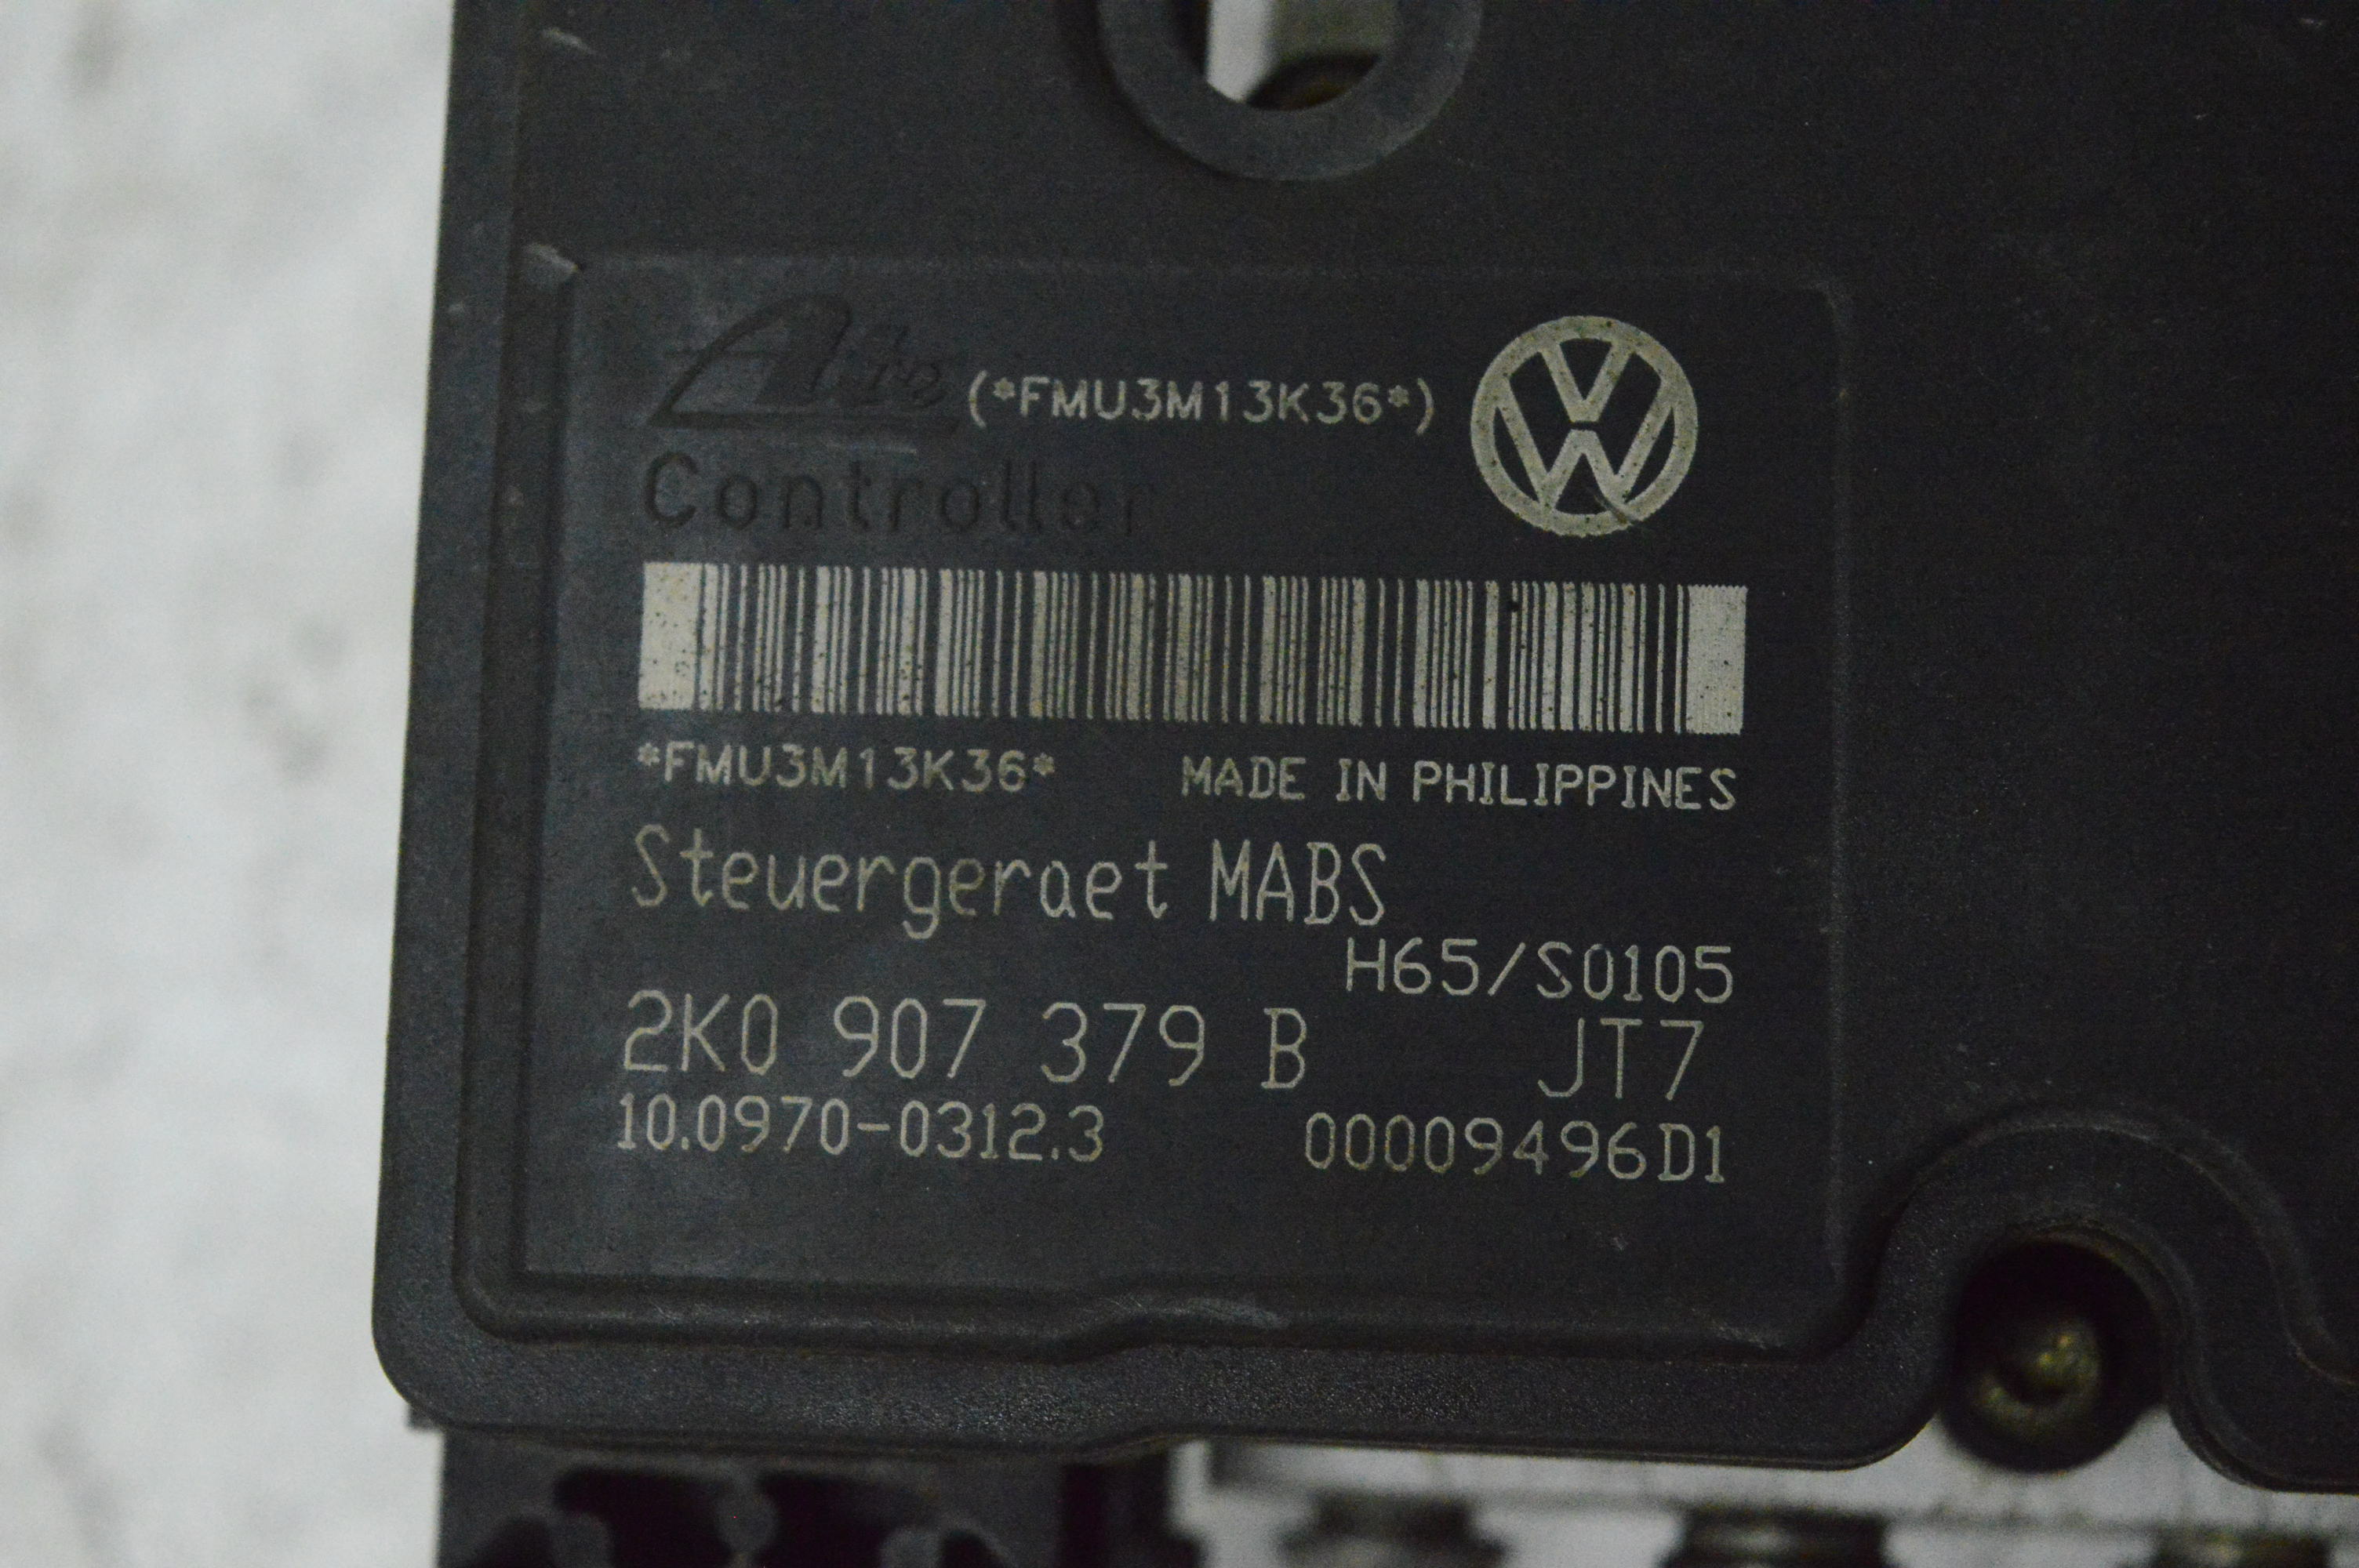 Ate (*FMU3M13K36*)
Controller
*FMU3M13K36* MADE IN PHILIPPINES
Steuergeraet MABS
H65/S0105
2K0 907 379 B JT7
10.0970-0312.3 00009496D1